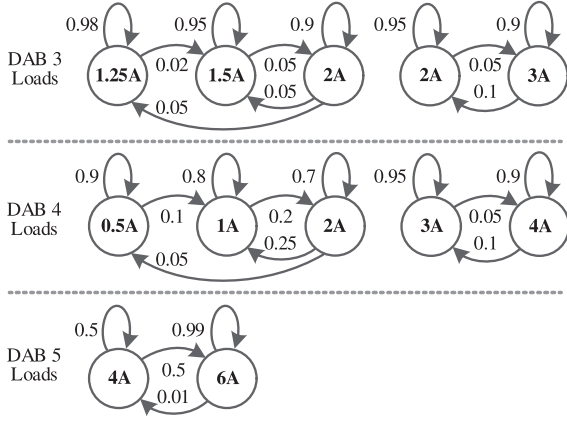 0.98 0.95 0.9 0.95 0.9
DAB 3
Loads
1.25A 0.02 1.5A 0.05 2A 2A 0.05 3A
0.05 0.1
0.05
0.9 0.8 0.7 0.95 0.9
DAB 4
Loads
0.5A 0.1 1A 0.2 2A 3A 0.05 4A
0.25 0.1
0.05
0.5 0.99
DAB 5
Loads
4A 0.5 6A
0.01